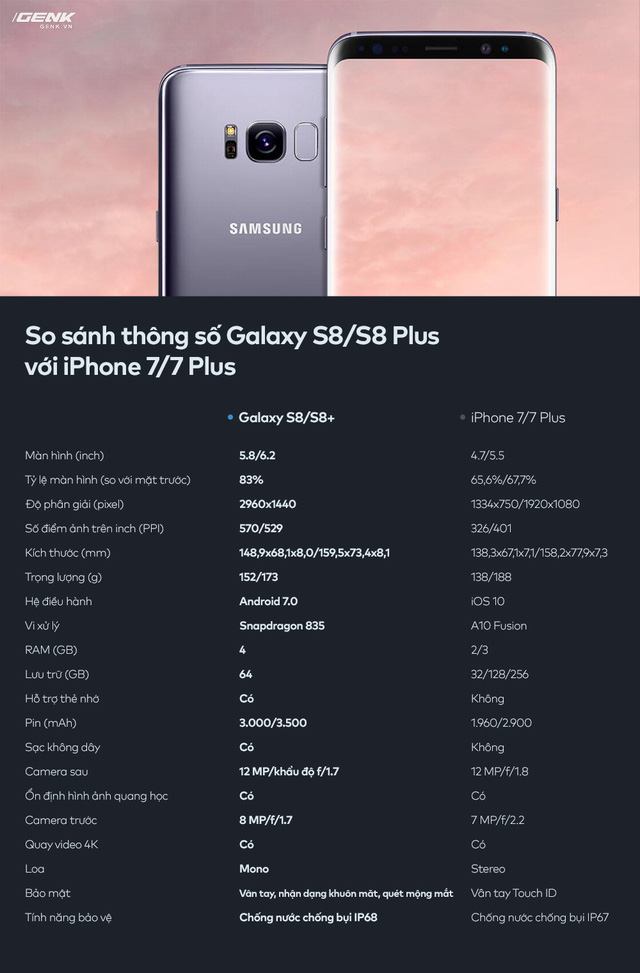 GENK
GENK.VN
SAMSUNG
So sánh thông số Galaxy S8/S8 Plus
với iPhone 7/7 Plus
Galaxy S8/S8+ iPhone 7/7 Plus
Màn hình (inch) 5.8/6.2 4.7/5.5
Tỷ lệ màn hình (so với mặt trước) 83% 65,6%/67,7%
Độ phân giải (pixel) 2960x1440 1334x750/1920x1080
Số điểm ảnh trên inch (PPI) 570/529 326/401
Kích thước (mm) 148,9x68,1x8,0/159,5x73,4x8,1 138,3x67,1x7,1/158,2x77,9x7,3
Trọng lượng (g) 152/173 138/188
Hệ điều hành Android 7.0 iOS 10
Vi xử lý Snapdragon 835 A10 Fusion
RAM (GB) 4 2/3
Lưu trữ (GB) 64 32/128/256
Hỗ trợ thẻ nhớ Có Không
Pin (mAh) 3.000/3.500 1.960/2.900
Sạc không dây Có Không
Camera sau 12 MP/khẩu độ f/1.7 12 MP/f/1.8
Ổn định hình ảnh quang học Có Có
Camera trước 8 MP/f/1.7 7 MP/f/2.2
Quay video 4K Có Có
Loa Mono Stereo
Bảo mật Vân tay, nhận dạng khuôn mặt, quét mống mắt Vân tay Touch ID
Tính năng bảo vệ Chống nước chống bụi IP68 Chống nước chống bụi IP67